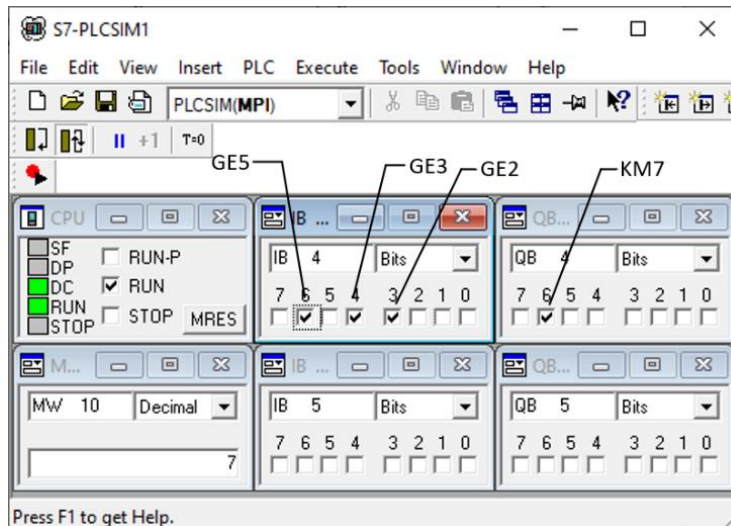 S7-PLCSIM1
File Edit View Insert PLC Execute Tools Window Help
PLCSIM(MPI)
+1 T=0
GE5 GE3 GE2 KM7
CPU
SF
DP
DC
RUN
STOP
RUN-P
RUN
STOP MRES
IB ...
IB 4 Bits
7 6 5 4 3 2 1 0
QB...
QB 4 Bits
7 6 5 4 3 2 1 0
M...
MW 10 Decimal
7
IB ...
IB 5 Bits
7 6 5 4 3 2 1 0
QB...
QB 5 Bits
7 6 5 4 3 2 1 0
Press F1 to get Help.